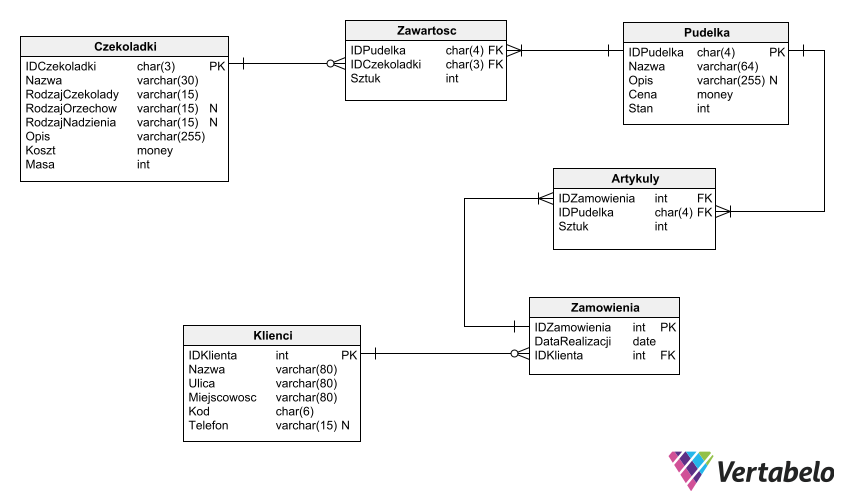 Czekoladki
IDCzekoladki char(3) PK
Nazwa varchar(30)
RodzajCzekolady varchar(15)
RodzajOrzechow varchar(15) N
RodzajNadzienia varchar(15) N
Opis varchar(255)
Koszt money
Masa int
Zawartosc
IDPudelka char(4) FK
IDCzekoladki char(3) FK
Sztuk int
Pudelka
IDPudelka char(4) PK
Nazwa varchar(64)
Opis varchar(255) N
Cena money
Stan int
Artykuly
IDZamowienia int FK
IDPudelka char(4) FK
Sztuk int
Zamowienia
IDZamowienia int PK
DataRealizacji date
IDKlienta int FK
Klienci
IDKlienta int PK
Nazwa varchar(80)
Ulica varchar(80)
Miejscowosc varchar(80)
Kod char(6)
Telefon varchar(15) N
Vertabelo